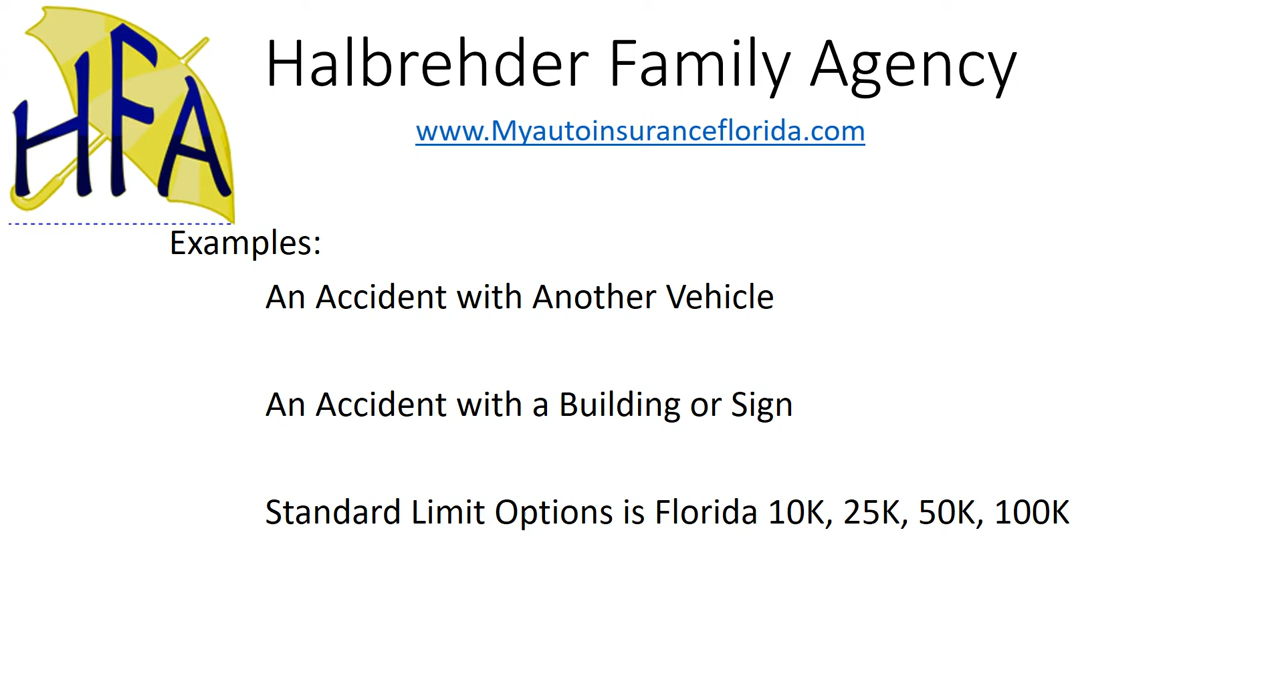 HFA
Halbrehder Family Agency
www.Myautoinsuranceflorida.com
Examples:
An Accident with Another Vehicle
An Accident with a Building or Sign
Standard Limit Options is Florida 10K, 25K, 50K, 100K